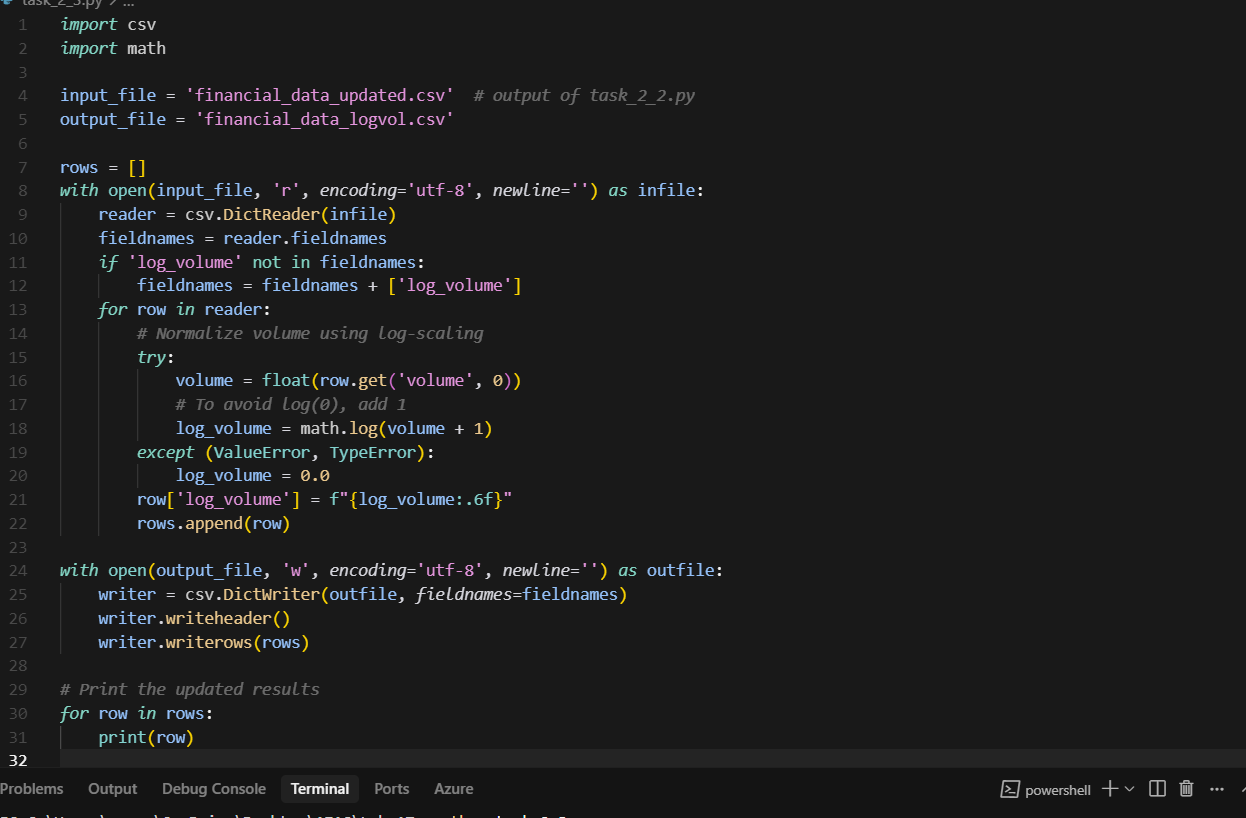 task_2_3.py > ...
1 import csv
2 import math
3
4 input_file = 'financial_data_updated.csv'  # output of task_2_2.py
5 output_file = 'financial_data_logvol.csv'
6
7 rows = []
8 with open(input_file, 'r', encoding='utf-8', newline='') as infile:
9     reader = csv.DictReader(infile)
10     fieldnames = reader.fieldnames
11     if 'log_volume' not in fieldnames:
12         fieldnames = fieldnames + ['log_volume']
13     for row in reader:
14         # Normalize volume using log-scaling
15         try:
16             volume = float(row.get('volume', 0))
17             # To avoid log(0), add 1
18             log_volume = math.log(volume + 1)
19         except (ValueError, TypeError):
20             log_volume = 0.0
21         row['log_volume'] = f"{log_volume:.6f}"
22         rows.append(row)
23
24 with open(output_file, 'w', encoding='utf-8', newline='') as outfile:
25     writer = csv.DictWriter(outfile, fieldnames=fieldnames)
26     writer.writeheader()
27     writer.writerows(rows)
28
29 # Print the updated results
30 for row in rows:
31     print(row)
32
Problems Output Debug Console Terminal Ports Azure powershell